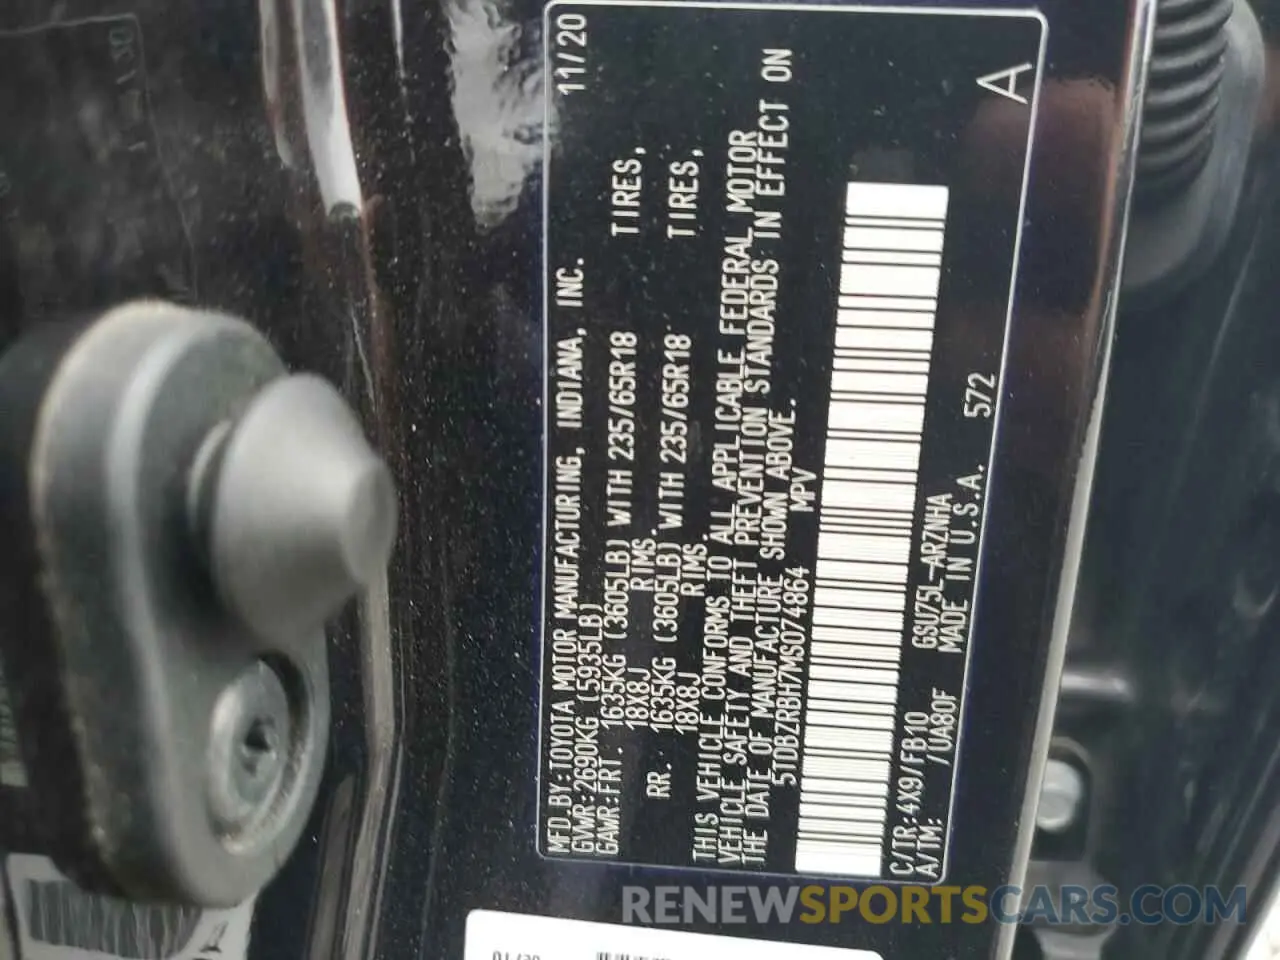 MFD.BY:TOYOTA MOTOR MANUFACTURING, INDIANA, INC. 11/20
GVWR:2690KG (5935LB)
GAWR:FRT. 1635KG (3605LB) WITH 235/65R18 TIRES,
18X8J RIMS.
RR. 1635KG (3605LB) WITH 235/65R18 TIRES,
18X8J RIMS.
THIS VEHICLE CONFORMS TO ALL APPLICABLE FEDERAL MOTOR
VEHICLE SAFETY AND THEFT PREVENTION STANDARDS IN EFFECT ON
THE DATE OF MANUFACTURE SHOWN ABOVE.
5TDBZRBH7MS074864 MPV
C/TR:4X9/FB10 GSU75L-ARZNHA
A/TM: /UA80F MADE IN U.S.A. 572
A
RENEWSPORTSCARS.COM